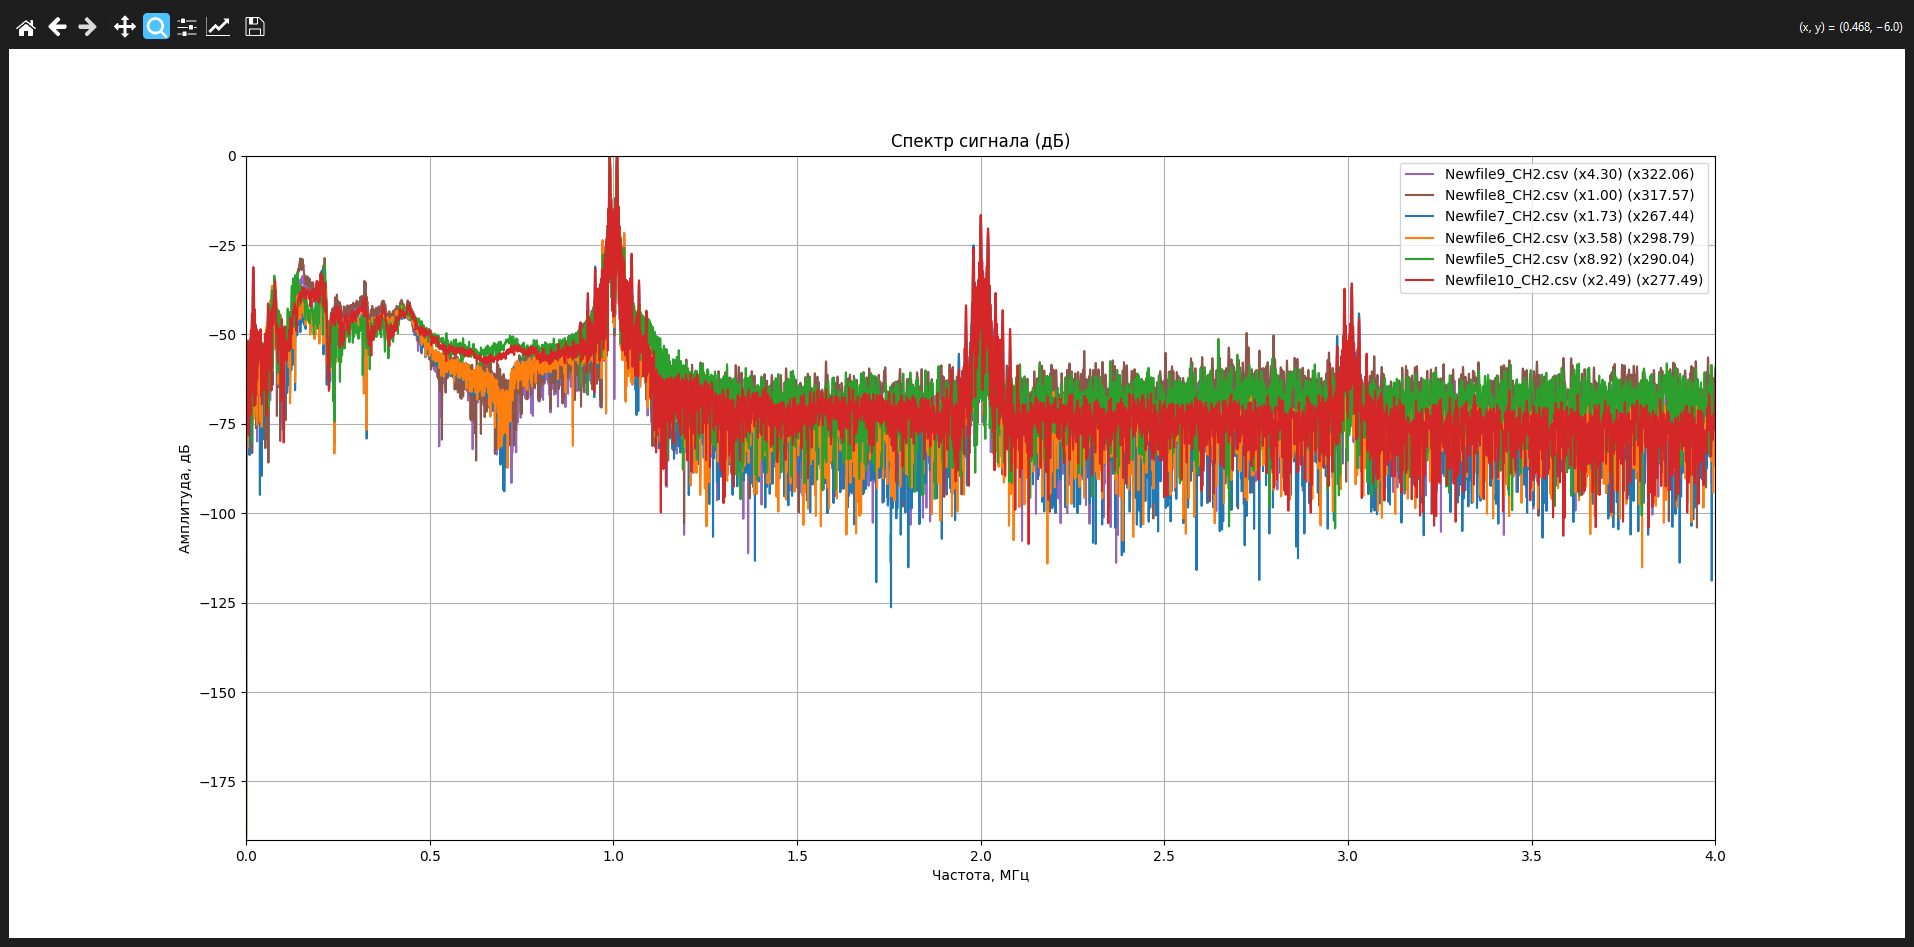 (x, y) = (0.468, −6.0)
Спектр сигнала (дБ)
Newfile9_CH2.csv (x4.30) (x322.06)
Newfile8_CH2.csv (x1.00) (x317.57)
Newfile7_CH2.csv (x1.73) (x267.44)
Newfile6_CH2.csv (x3.58) (x298.79)
Newfile5_CH2.csv (x8.92) (x290.04)
Newfile10_CH2.csv (x2.49) (x277.49)
Амплитуда, дБ
0
−25
−50
−75
−100
−125
−150
−175
0.0 0.5 1.0 1.5 2.0 2.5 3.0 3.5 4.0
Частота, МГц